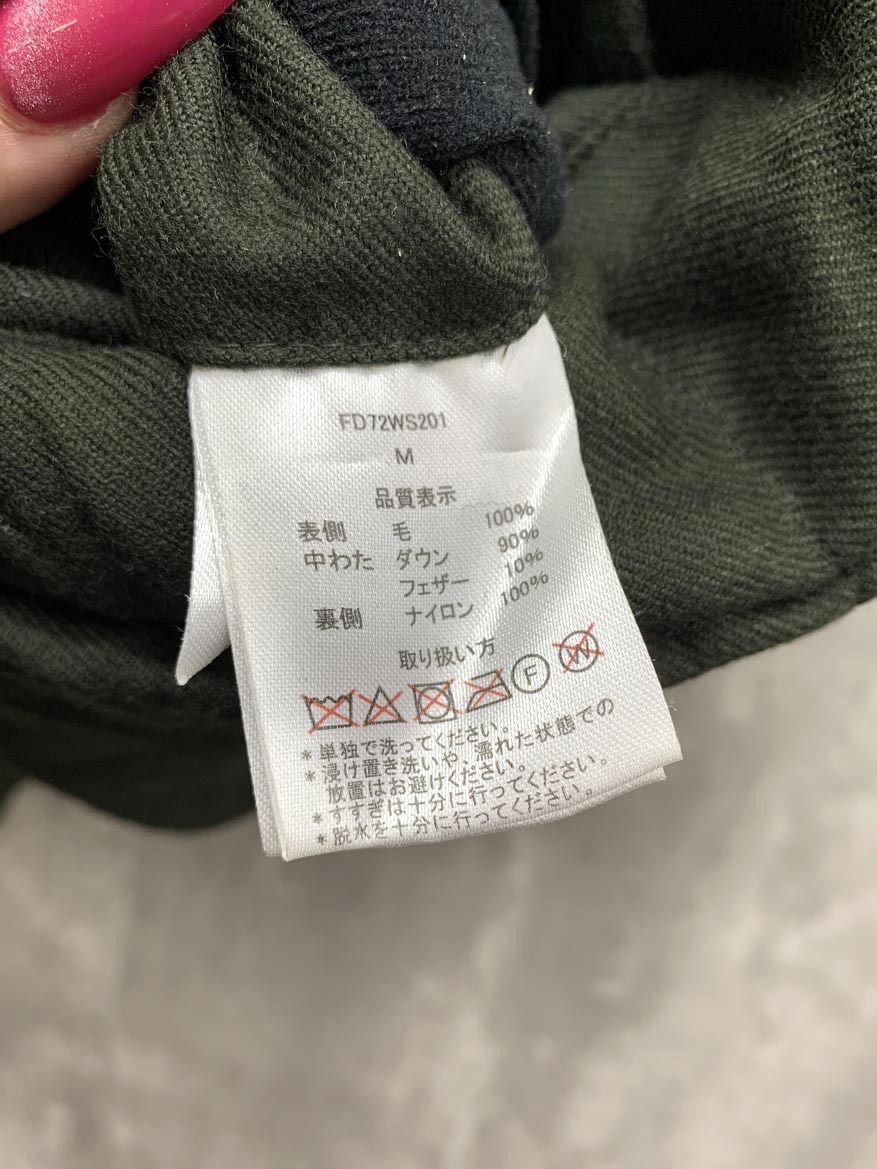 FD72WS201
M
品質表示
表側 毛 100%
中わた ダウン 90%
フェザー 10%
裏側 ナイロン 100%
取り扱い方
F W
*単独で洗ってください。
*浸け置き洗いや、濡れた状態での
放置はお避けください。
*すすぎは十分に行ってください。
*脱水を十分に行ってください。